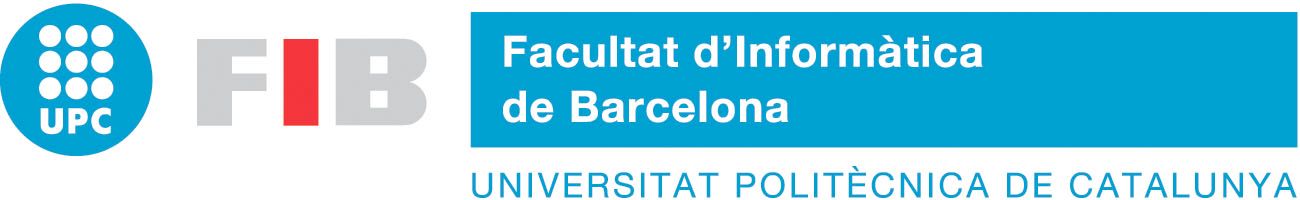 UPC
FIB
Facultat d'Informàtica
de Barcelona
UNIVERSITAT POLITÈCNICA DE CATALUNYA